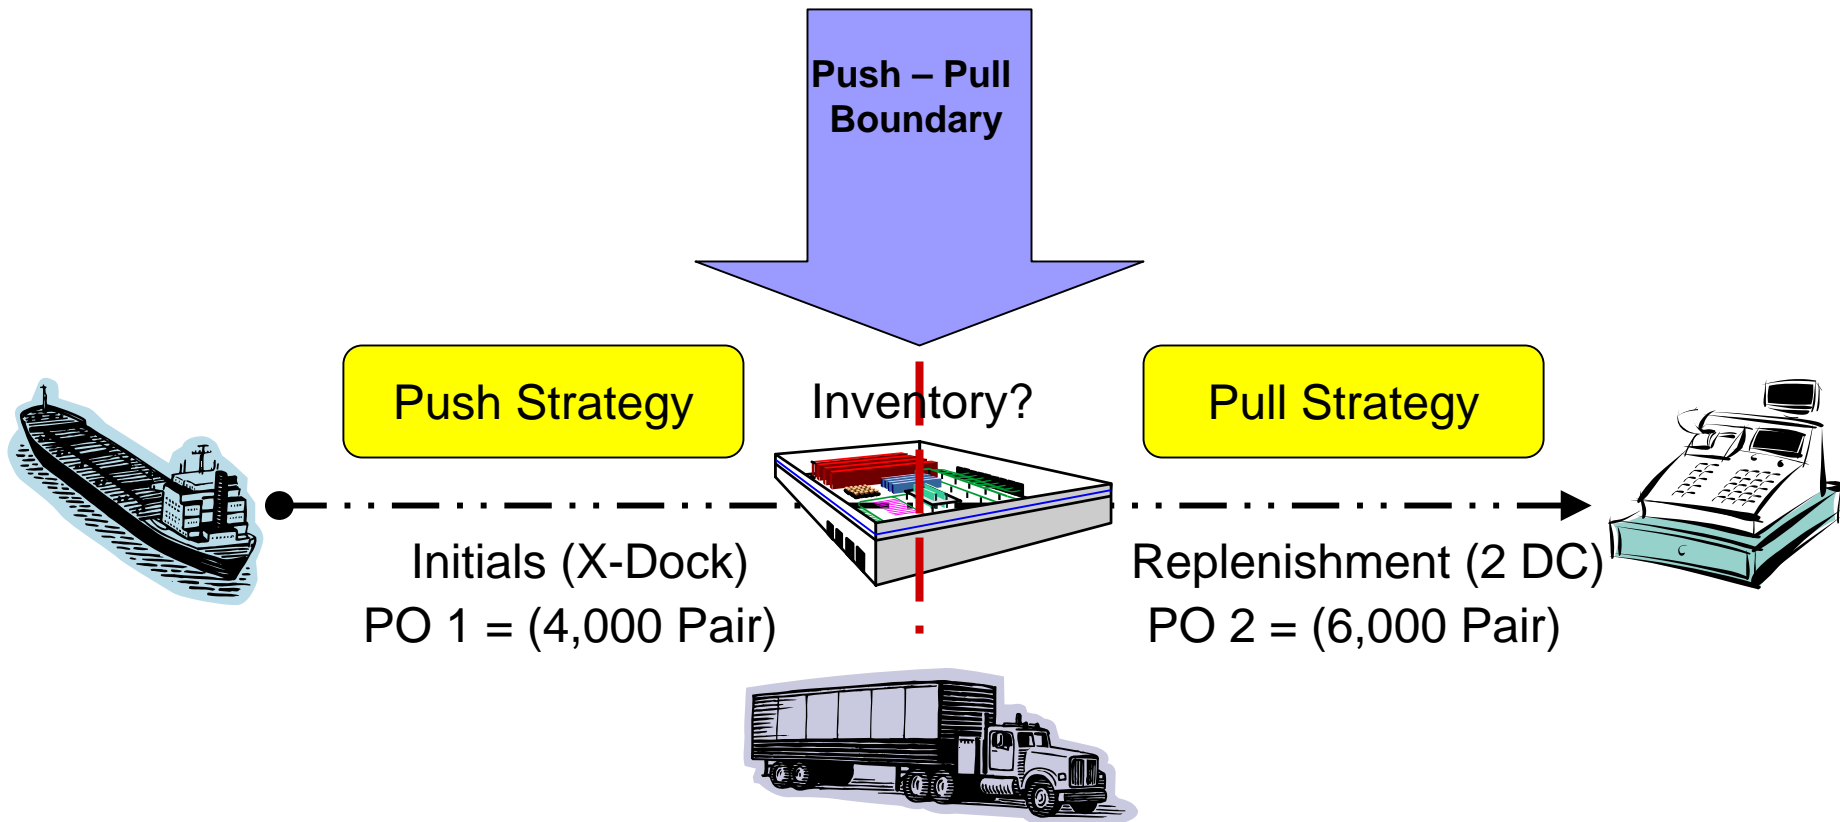 Push – Pull
Boundary
Push Strategy
Inventory?
Pull Strategy
Initials (X-Dock)
PO 1 = (4,000 Pair)
Replenishment (2 DC)
PO 2 = (6,000 Pair)